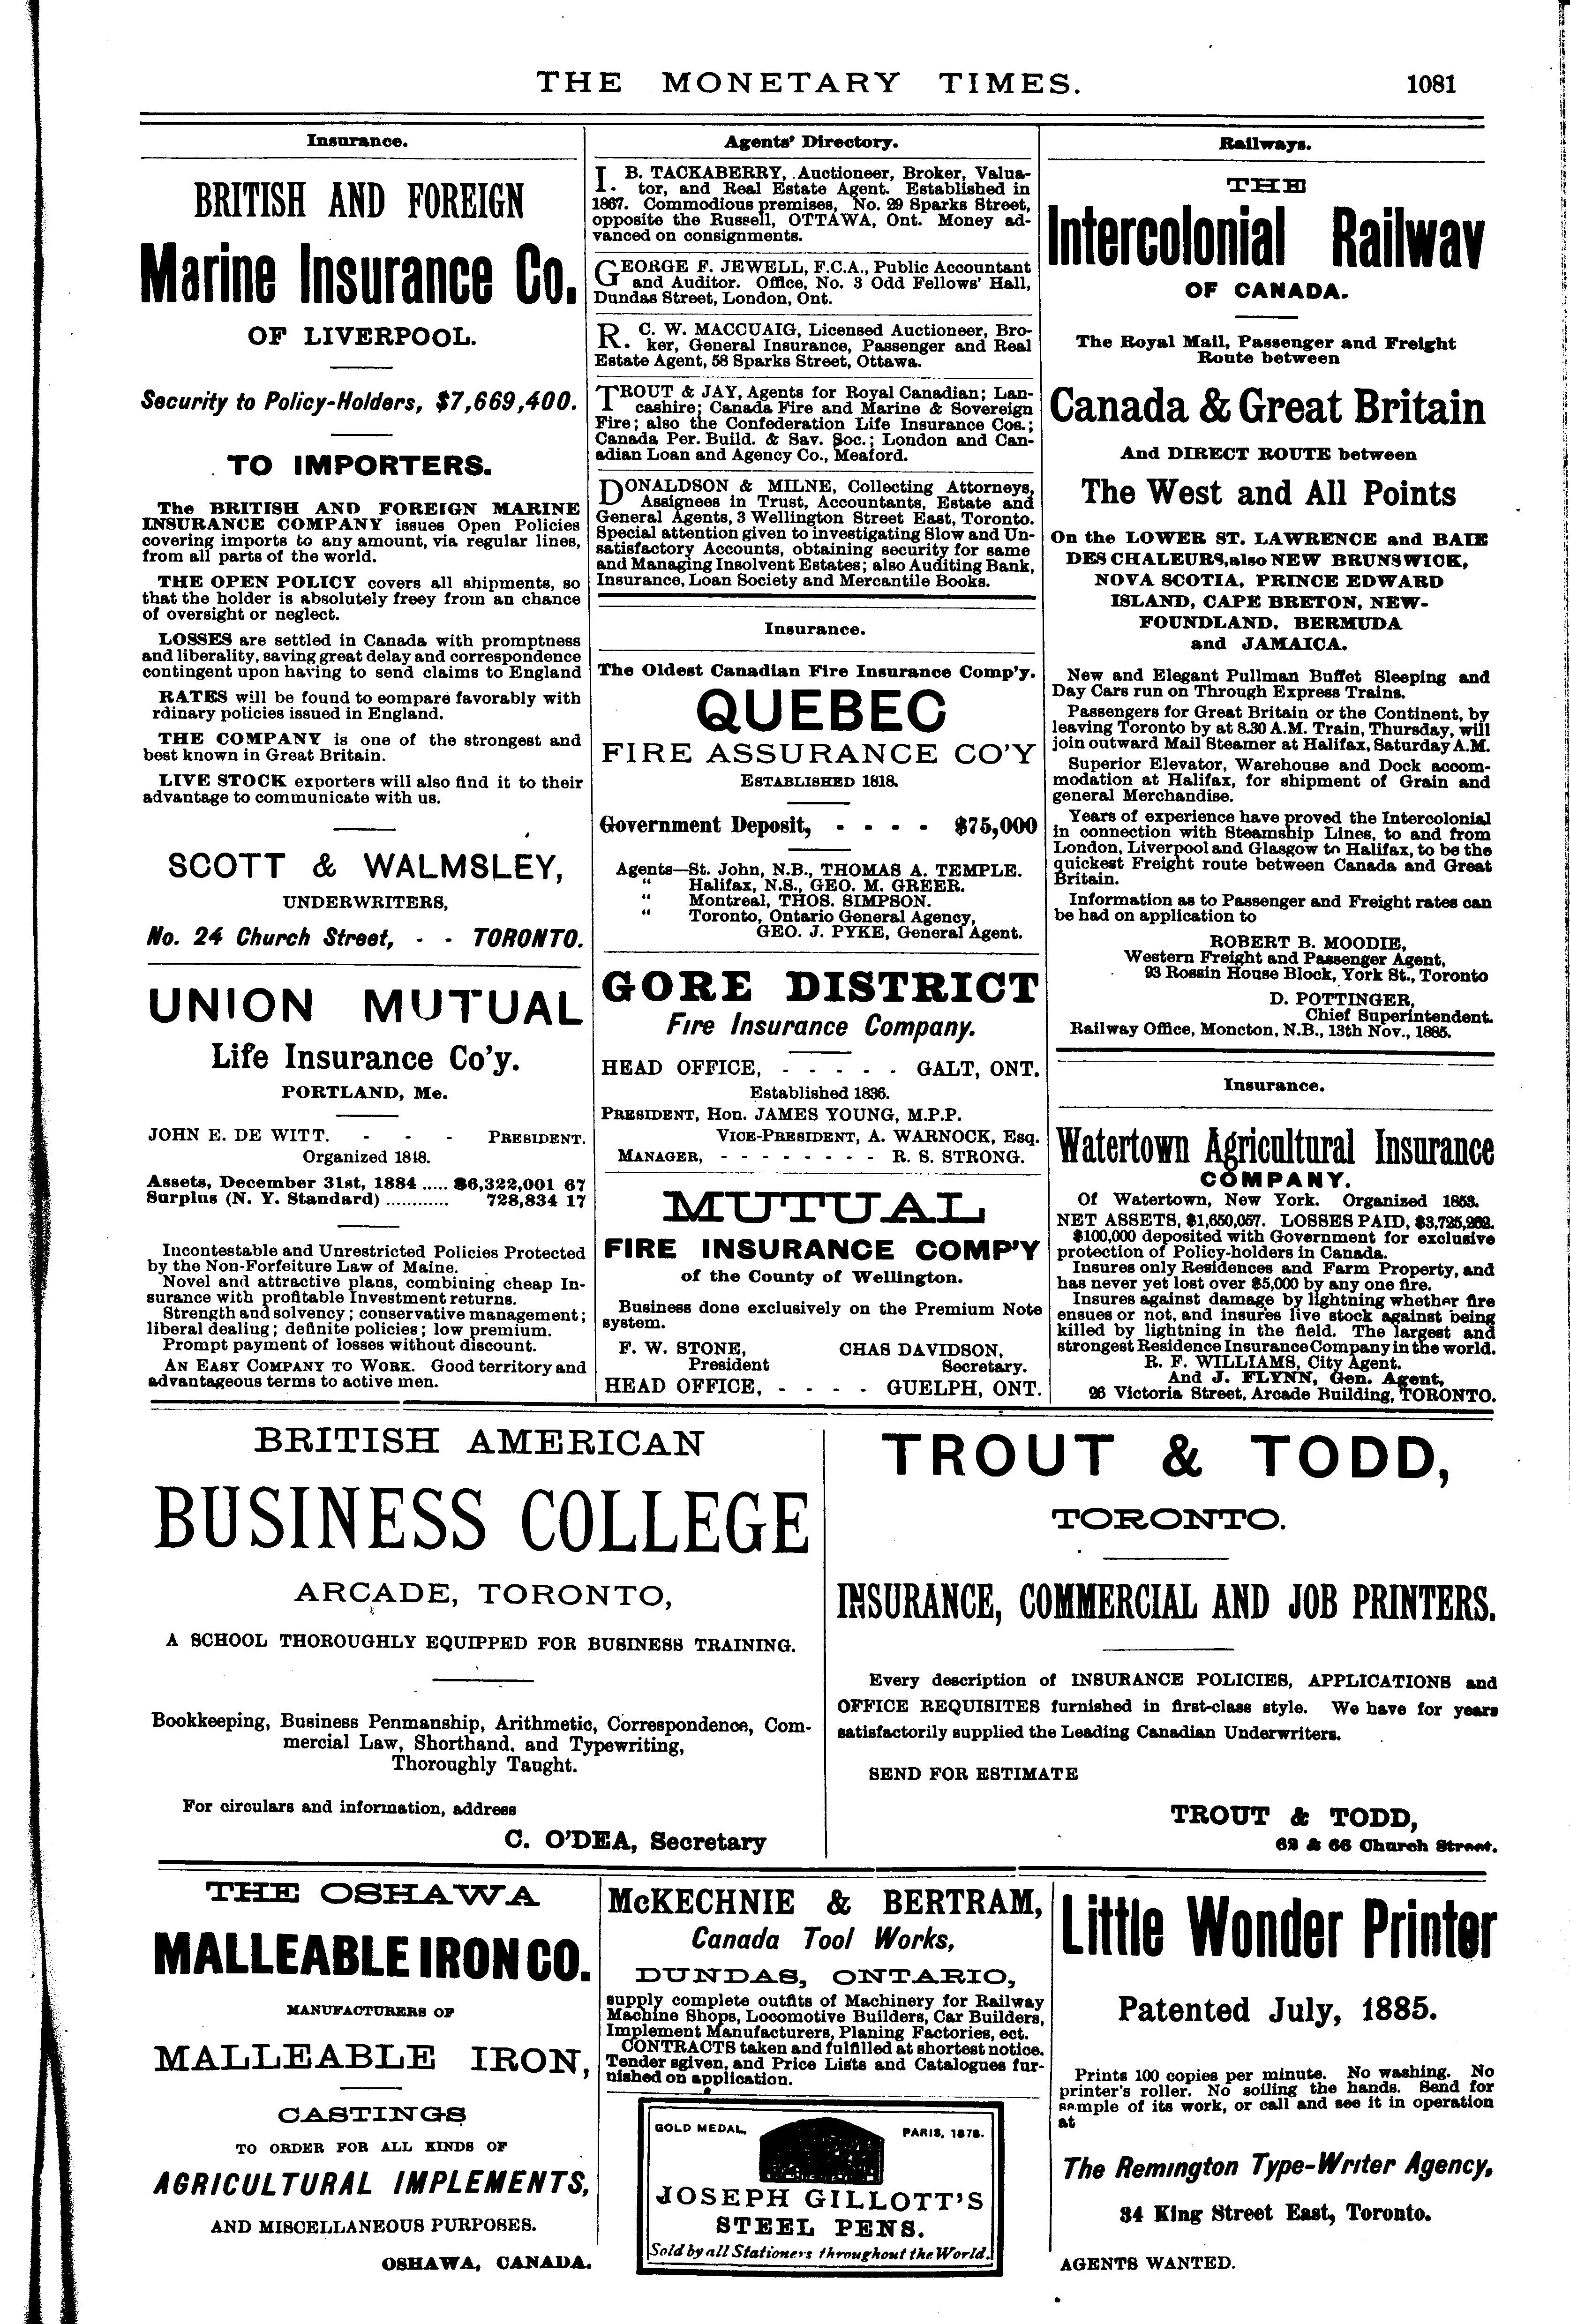 THE MONETARY TIMES.
1081
Insurance.
BRITISH AND FOREIGN
Marine Insurance Co.
OF LIVERPOOL.
Security to Policy-Holders, $7,669,400.
TO IMPORTERS.
The BRITISH AND FOREIGN MARINE
INSURANCE COMPANY issues Open Policies
covering imports to any amount, via regular lines,
from all parts of the world.
THE OPEN POLICY covers all shipments, so
that the holder is absolutely freey from an chance
of oversight or neglect.
LOSSES are settled in Canada with promptness
and liberality, saving great delay and correspondence
contingent upon having to send claims to England
RATES will be found to eompare favorably with
rdinary policies issued in England.
THE COMPANY is one of the strongest and
best known in Great Britain.
LIVE STOCK exporters will also find it to their
advantage to communicate with us.
SCOTT & WALMSLEY,
UNDERWRITERS,
No. 24 Church Street, - - TORONTO.
UNION MUTUAL
Life Insurance Co'y.
PORTLAND, Me.
JOHN E. DE WITT. - - - PRESIDENT.
Organized 1848.
Assets, December 31st, 1884 ..... $6,322,001 67
Surplus (N. Y. Standard) ............ 728,834 17
Incontestable and Unrestricted Policies Protected
by the Non-Forfeiture Law of Maine.
Novel and attractive plans, combining cheap In-
surance with profitable Investment returns.
Strength and solvency; conservative management;
liberal dealing; definite policies; low premium.
Prompt payment of losses without discount.
AN EASY COMPANY TO WORK. Good territory and
advantageous terms to active men.
Agents' Directory.
I. B. TACKABERRY, Auctioneer, Broker, Valua-
tor, and Real Estate Agent. Established in
1867. Commodious premises, No. 29 Sparks Street,
opposite the Russell, OTTAWA, Ont. Money ad-
vanced on consignments.
GEORGE F. JEWELL, F.C.A., Public Accountant
and Auditor. Office, No. 3 Odd Fellows' Hall,
Dundas Street, London, Ont.
R. C. W. MACCUAIG, Licensed Auctioneer, Bro-
ker, General Insurance, Passenger and Real
Estate Agent, 58 Sparks Street, Ottawa.
TROUT & JAY, Agents for Royal Canadian; Lan-
cashire; Canada Fire and Marine & Sovereign
Fire; also the Confederation Life Insurance Cos.;
Canada Per. Build. & Sav. Soc.; London and Can-
adian Loan and Agency Co., Meaford.
DONALDSON & MILNE, Collecting Attorneys,
Assignees in Trust, Accountants, Estate and
General Agents, 3 Wellington Street East, Toronto.
Special attention given to investigating Slow and Un-
satisfactory Accounts, obtaining security for same
and Managing Insolvent Estates; also Auditing Bank,
Insurance, Loan Society and Mercantile Books.
Insurance.
The Oldest Canadian Fire Insurance Comp'y.
QUEBEC
FIRE ASSURANCE CO'Y
ESTABLISHED 1818.
Government Deposit, - - - - $75,000
Agents—St. John, N.B., THOMAS A. TEMPLE.
" Halifax, N.S., GEO. M. GREER.
" Montreal, THOS. SIMPSON.
" Toronto, Ontario General Agency,
GEO. J. PYKE, General Agent.
GORE DISTRICT
Fire Insurance Company.
HEAD OFFICE, - - - - - GALT, ONT.
Established 1836.
PRESIDENT, Hon. JAMES YOUNG, M.P.P.
VICE-PRESIDENT, A. WARNOCK, Esq.
MANAGER, - - - - - - - - R. S. STRONG.
MUTUAL
FIRE INSURANCE COMP'Y
of the County of Wellington.
Business done exclusively on the Premium Note
system.
F. W. STONE, CHAS DAVIDSON,
President Secretary.
HEAD OFFICE, - - - - GUELPH, ONT.
Railways.
THE
Intercolonial Railway
OF CANADA.
The Royal Mail, Passenger and Freight
Route between
Canada & Great Britain
And DIRECT ROUTE between
The West and All Points
On the LOWER ST. LAWRENCE and BAIE
DES CHALEURS, also NEW BRUNSWICK,
NOVA SCOTIA, PRINCE EDWARD
ISLAND, CAPE BRETON, NEW-
FOUNDLAND. BERMUDA
and JAMAICA.
New and Elegant Pullman Buffet Sleeping and
Day Cars run on Through Express Trains.
Passengers for Great Britain or the Continent, by
leaving Toronto by at 8.30 A.M. Train, Thursday, will
join outward Mail Steamer at Halifax, Saturday A.M.
Superior Elevator, Warehouse and Dock accom-
modation at Halifax, for shipment of Grain and
general Merchandise.
Years of experience have proved the Intercolonial
in connection with Steamship Lines, to and from
London, Liverpool and Glasgow to Halifax, to be the
quickest Freight route between Canada and Great
Britain.
Information as to Passenger and Freight rates can
be had on application to
ROBERT B. MOODIE,
Western Freight and Passenger Agent,
93 Rossin House Block, York St., Toronto
D. POTTINGER,
Chief Superintendent.
Railway Office, Moncton, N.B., 13th Nov., 1885.
Insurance.
Watertown Agricultural Insurance
COMPANY.
Of Watertown, New York. Organized 1853.
NET ASSETS, $1,650,057. LOSSES PAID, $3,725,262.
$100,000 deposited with Government for exclusive
protection of Policy-holders in Canada.
Insures only Residences and Farm Property, and
has never yet lost over $5,000 by any one fire.
Insures against damage by lightning whether fire
ensues or not, and insures live stock against being
killed by lightning in the field. The largest and
strongest Residence Insurance Company in the world.
R. F. WILLIAMS, City Agent.
And J. FLYNN, Gen. Agent,
26 Victoria Street, Arcade Building, TORONTO.
BRITISH AMERICAN
BUSINESS COLLEGE
ARCADE, TORONTO,
A SCHOOL THOROUGHLY EQUIPPED FOR BUSINESS TRAINING.
Bookkeeping, Business Penmanship, Arithmetic, Correspondence, Com-
mercial Law, Shorthand, and Typewriting,
Thoroughly Taught.
For circulars and information, address
C. O'DEA, Secretary
TROUT & TODD,
TORONTO.
INSURANCE, COMMERCIAL AND JOB PRINTERS.
Every description of INSURANCE POLICIES, APPLICATIONS and
OFFICE REQUISITES furnished in first-class style. We have for years
satisfactorily supplied the Leading Canadian Underwriters.
SEND FOR ESTIMATE
TROUT & TODD,
62 & 66 Church Street.
THE OSHAWA
MALLEABLE IRON CO.
MANUFACTURERS OF
MALLEABLE IRON,
CASTINGS
TO ORDER FOR ALL KINDS OF
AGRICULTURAL IMPLEMENTS,
AND MISCELLANEOUS PURPOSES.
OSHAWA, CANADA.
McKECHNIE & BERTRAM,
Canada Tool Works,
DUNDAS, ONTARIO,
supply complete outfits of Machinery for Railway
Machine Shops, Locomotive Builders, Car Builders,
Implement Manufacturers, Planing Factories, ect.
CONTRACTS taken and fulfilled at shortest notice.
Tender sgiven, and Price Lists and Catalogues fur-
nished on application.
GOLD MEDAL, PARIS, 1878.
JOSEPH GILLOTT'S
STEEL PENS.
Sold by all Stationers throughout the World.
Little Wonder Printer
Patented July, 1885.
Prints 100 copies per minute. No washing. No
printer's roller. No soiling the hands. Send for
sample of its work, or call and see it in operation
at
The Remington Type-Writer Agency,
34 King Street East, Toronto.
AGENTS WANTED.